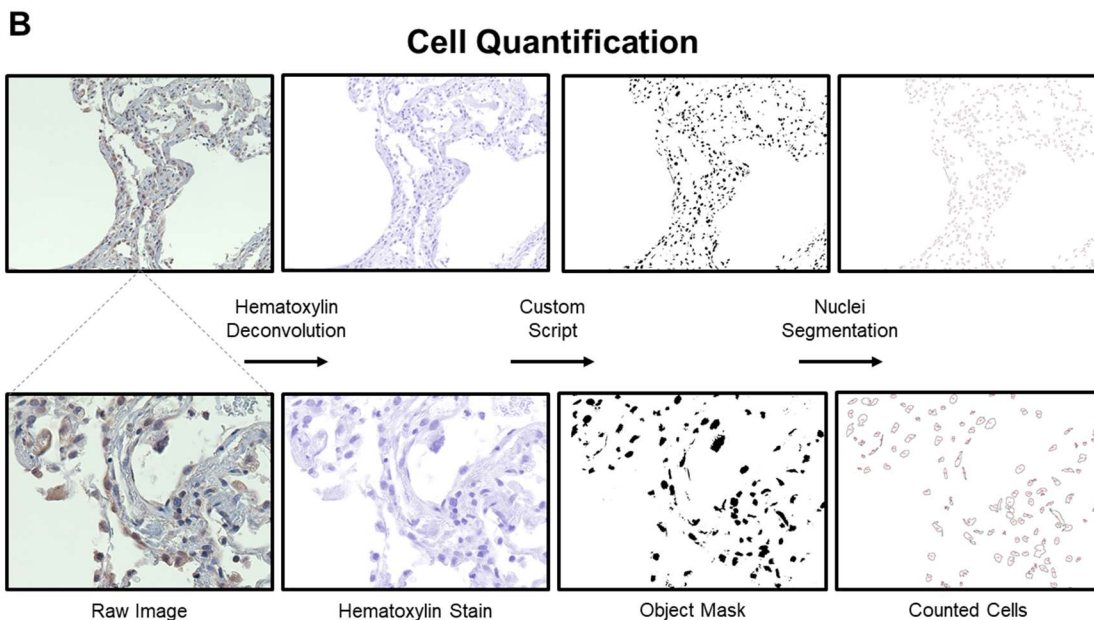 B
Cell Quantification
Hematoxylin
Deconvolution
Custom
Script
Nuclei
Segmentation
Raw Image
Hematoxylin Stain
Object Mask
Counted Cells